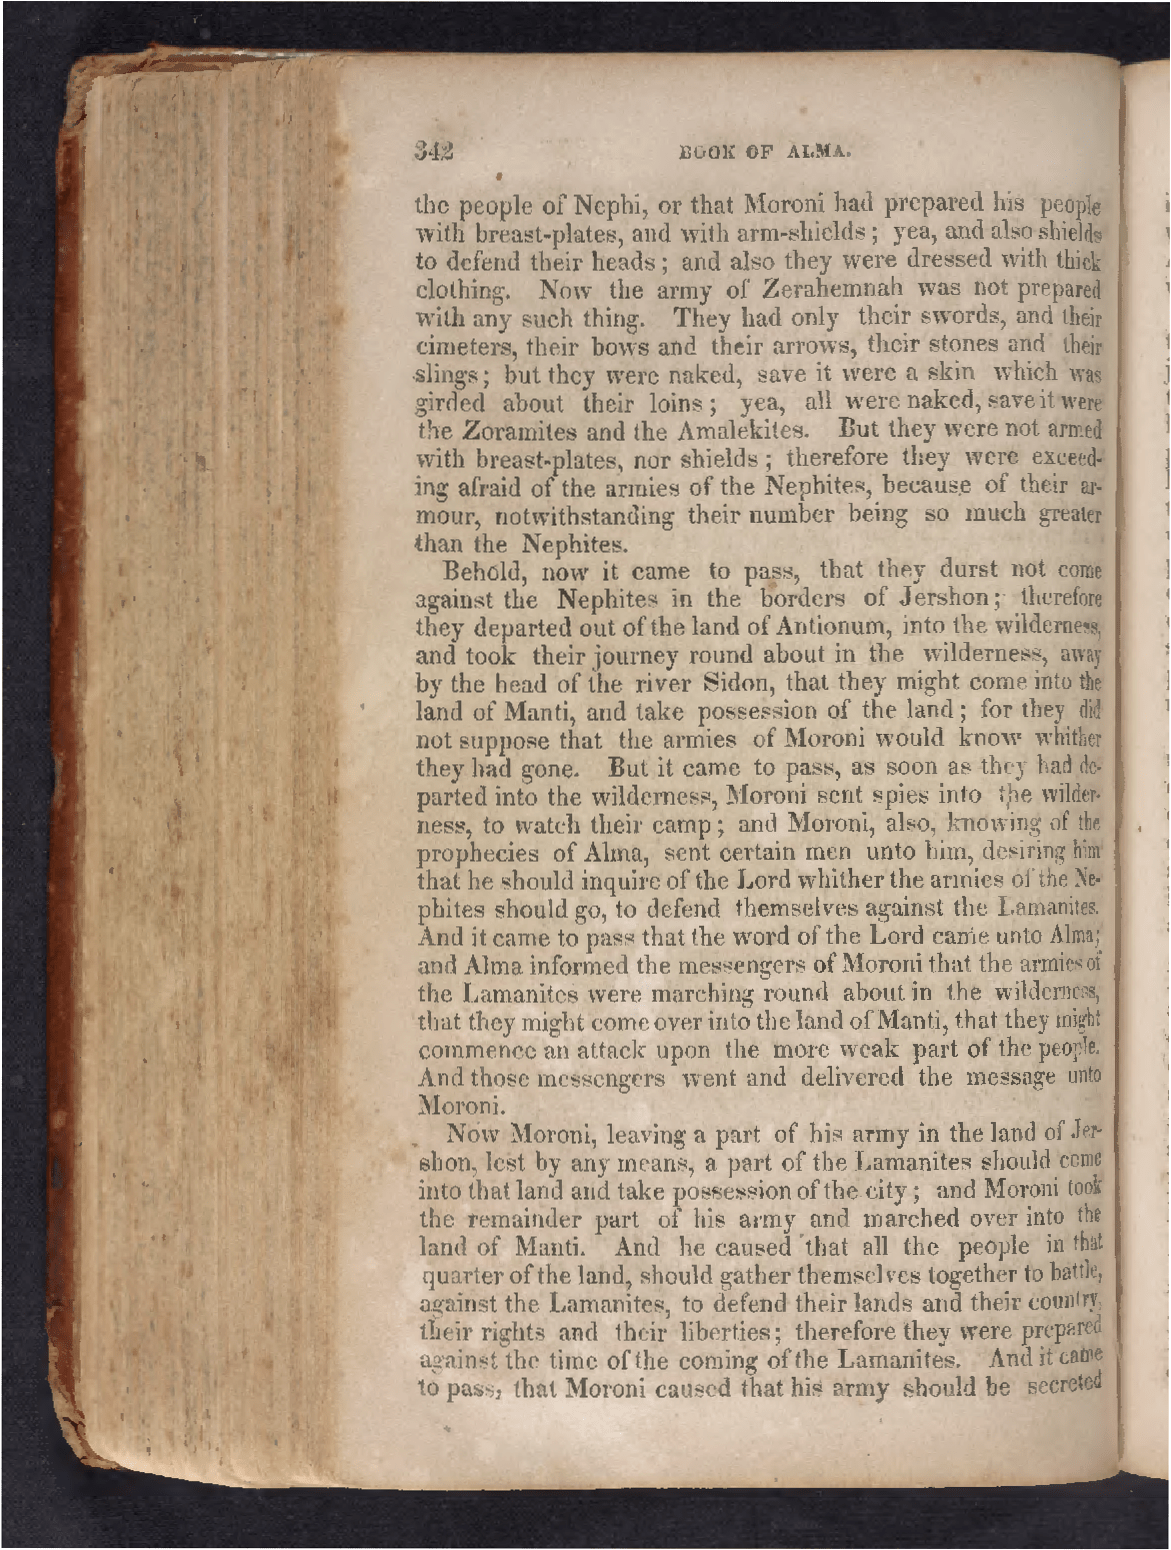 342 BOOK OF ALMA.
the people of Nephi, or that Moroni had prepared his people
with breast-plates, and with arm-shields; yea, and also shields
to defend their heads; and also they were dressed with thick
clothing. Now the army of Zerahemnah was not prepared
with any such thing. They had only their swords, and their
cimeters, their bows and their arrows, their stones and their
slings; but they were naked, save it were a skin which was
girded about their loins; yea, all were naked, save it were
the Zoramites and the Amalekites. But they were not armed
with breast-plates, nor shields; therefore they were exceed-
ing afraid of the armies of the Nephites, because of their ar-
mour, notwithstanding their number being so much greater
than the Nephites.
Behold, now it came to pass, that they durst not come
against the Nephites in the borders of Jershon; therefore
they departed out of the land of Antionum, into the wilderness,
and took their journey round about in the wilderness, away
by the head of the river Sidon, that they might come into the
land of Manti, and take possession of the land; for they did
not suppose that the armies of Moroni would know whither
they had gone. But it came to pass, as soon as they had de-
parted into the wilderness, Moroni sent spies into the wilder-
ness, to watch their camp; and Moroni, also, knowing of the
prophecies of Alma, sent certain men unto him, desiring him
that he should inquire of the Lord whither the armies of the Ne-
phites should go, to defend themselves against the Lamanites.
And it came to pass that the word of the Lord came unto Alma;
and Alma informed the messengers of Moroni that the armies of
the Lamanites were marching round about in the wilderness,
that they might come over into the land of Manti, that they might
commence an attack upon the more weak part of the people.
And those messengers went and delivered the message unto
Moroni.
Now Moroni, leaving a part of his army in the land of Jer-
shon, lest by any means, a part of the Lamanites should come
into that land and take possession of the city; and Moroni took
the remainder part of his army and marched over into the
land of Manti. And he caused that all the people in that
quarter of the land, should gather themselves together to battle,
against the Lamanites, to defend their lands and their country,
their rights and their liberties; therefore they were prepared
against the time of the coming of the Lamanites. And it came
to pass, that Moroni caused that his army should be secreted